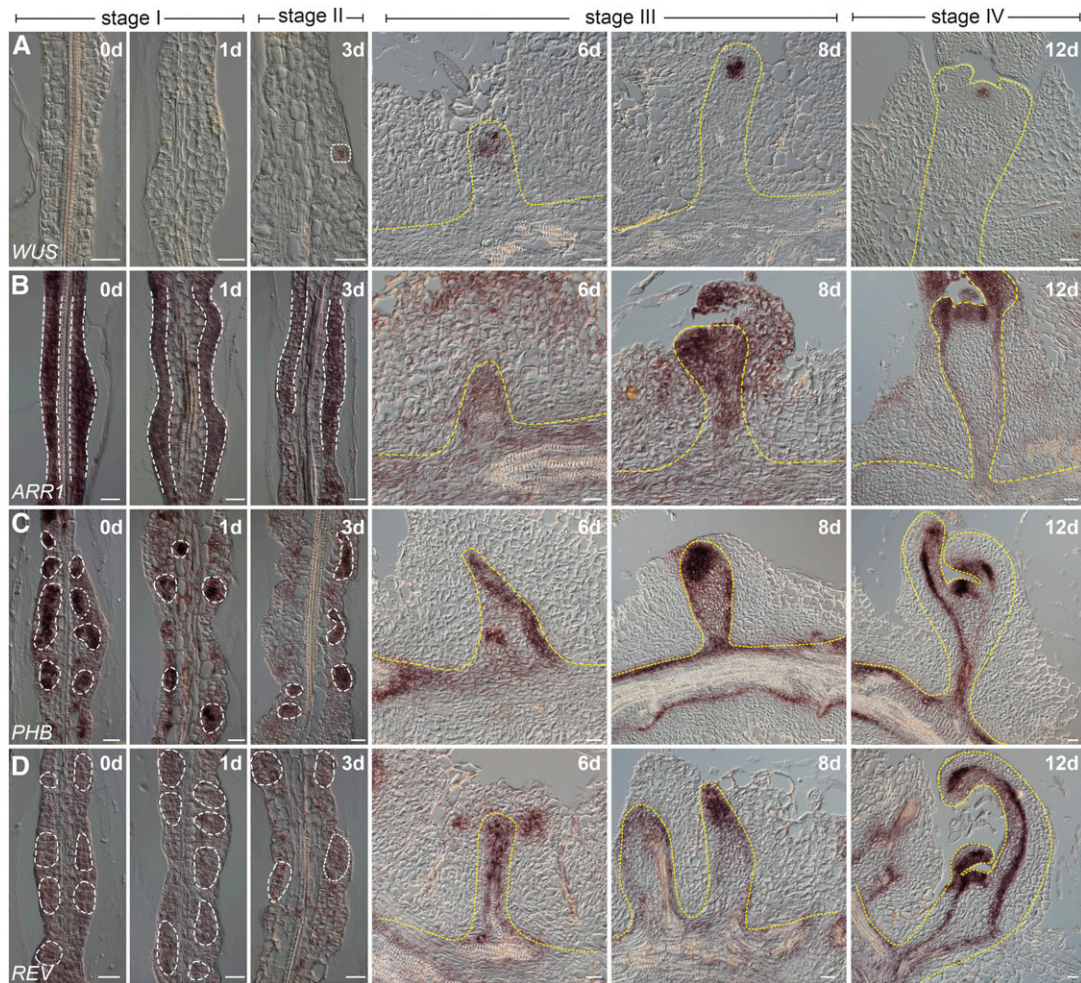 stage I stage II stage III stage IV
A 0d 1d 3d 6d 8d 12d
WUS
B 0d 1d 3d 6d 8d 12d
ARR1
C 0d 1d 3d 6d 8d 12d
PHB
D 0d 1d 3d 6d 8d 12d
REV